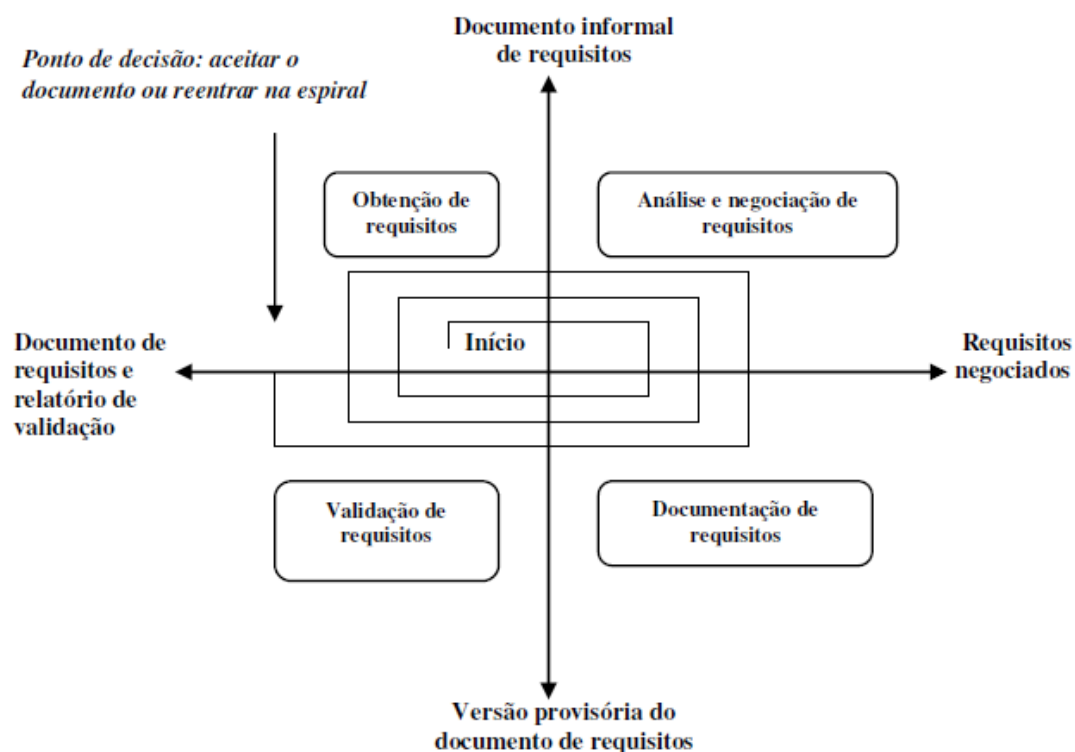 Documento informal
de requisitos
Ponto de decisão: aceitar o
documento ou reentrar na espiral
Obtenção de
requisitos
Análise e negociação de
requisitos
Início
Documento de
requisitos e
relatório de
validação
Requisitos
negociados
Validação de
requisitos
Documentação de
requisitos
Versão provisória do
documento de requisitos